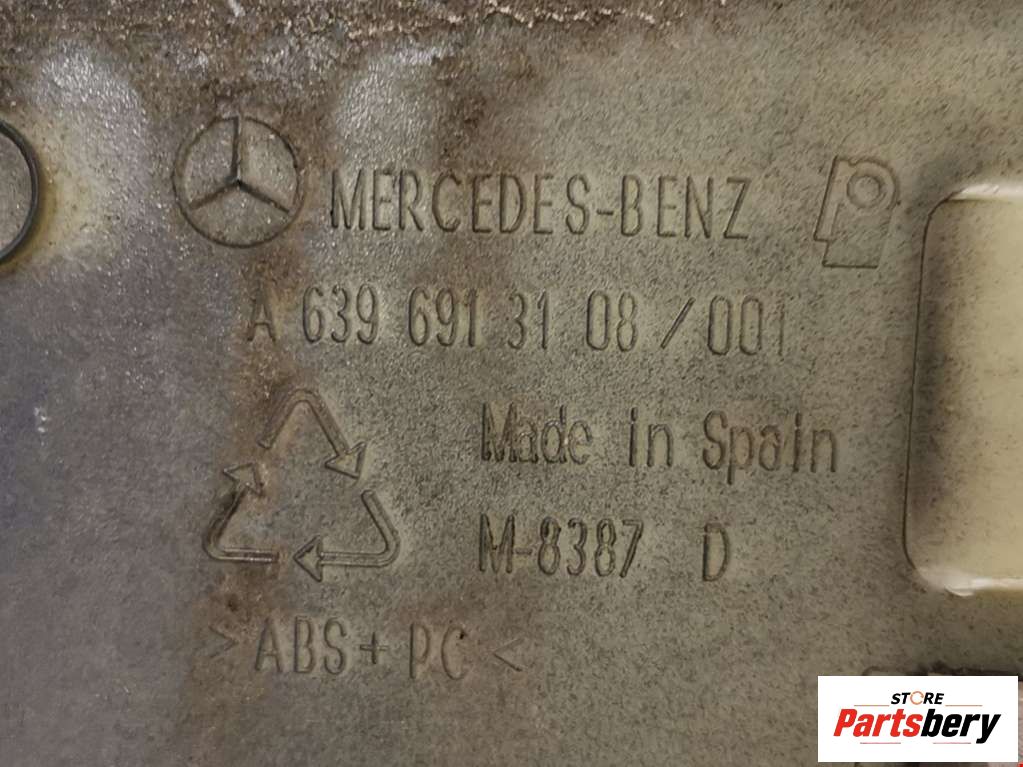 MERCEDES-BENZ
A 639 691 31 08 / 001
Made in Spain
M-8387 D
> ABS + PC <
STORE
Partsbery